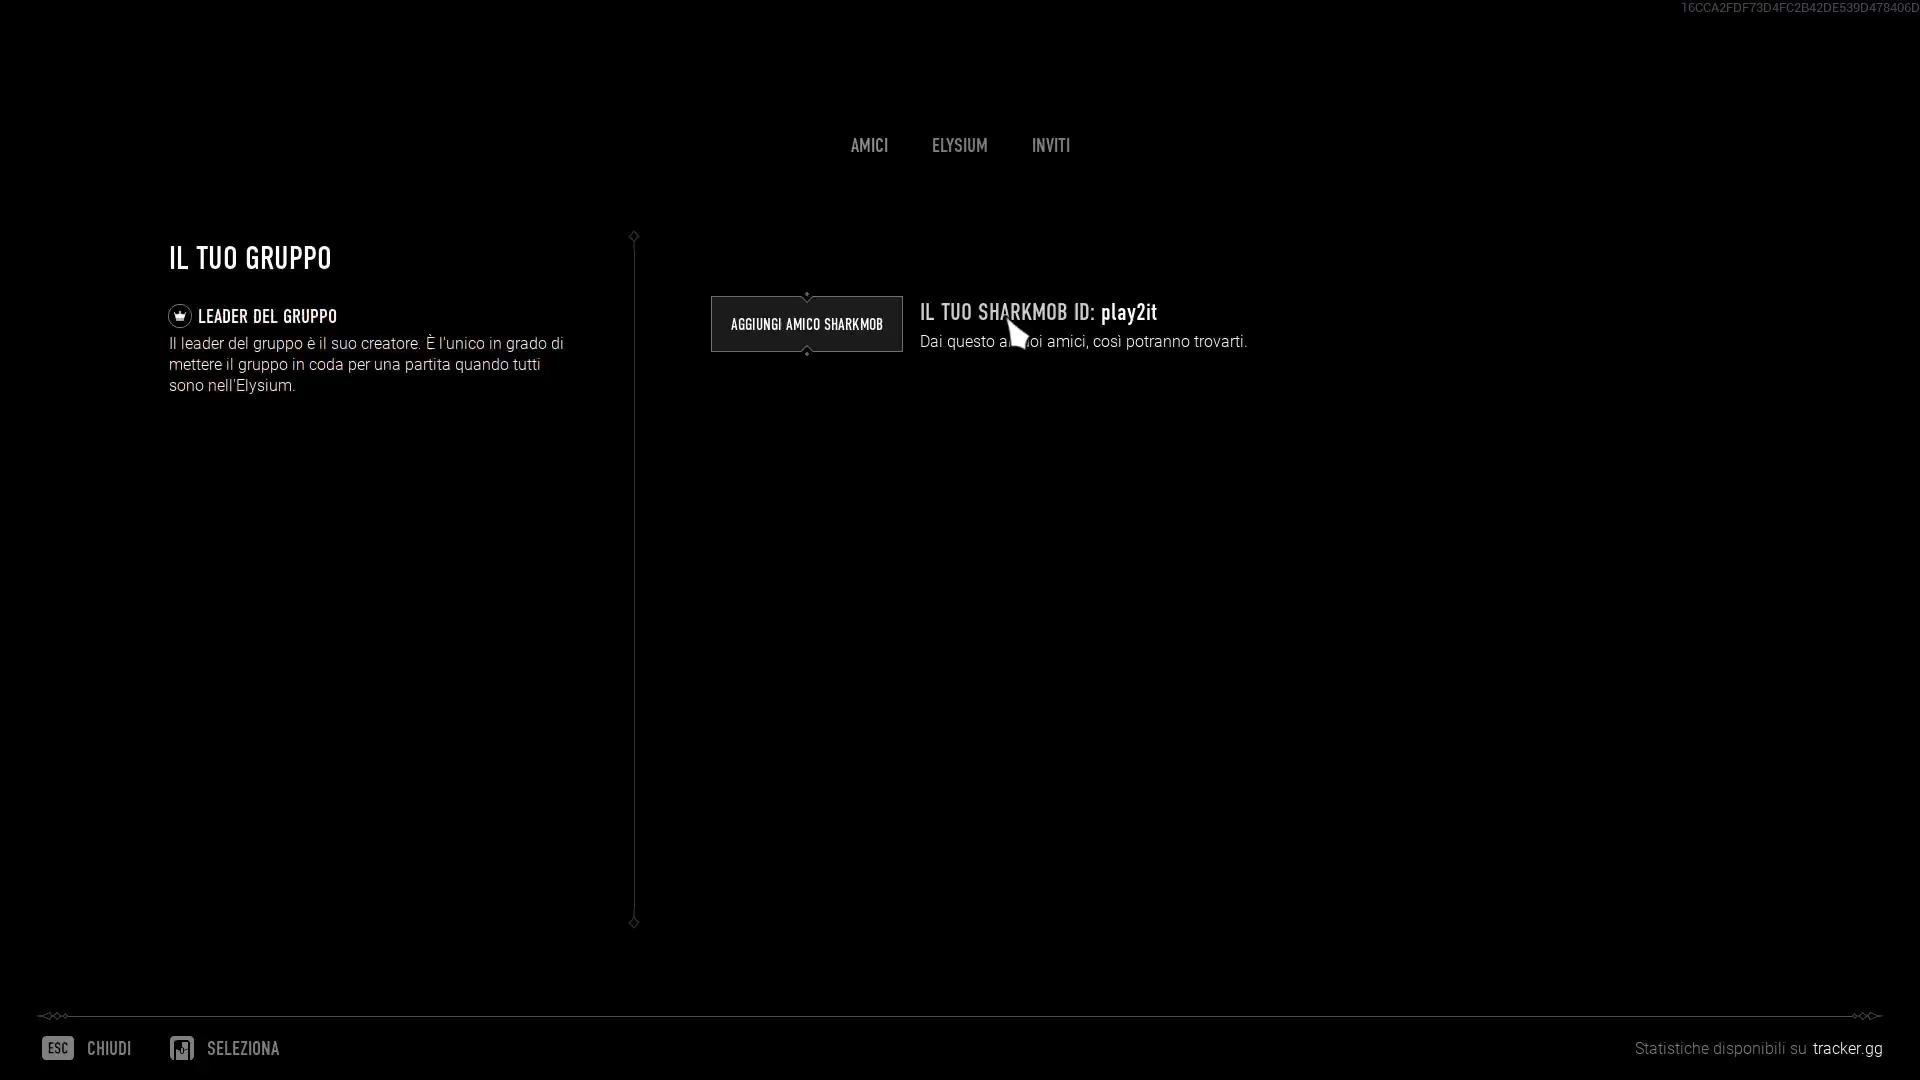 16CCA2FDF73D4FC2B42DE539D478406D
AMICI ELYSIUM INVITI
IL TUO GRUPPO
LEADER DEL GRUPPO
Il leader del gruppo è il suo creatore. È l'unico in grado di
mettere il gruppo in coda per una partita quando tutti
sono nell'Elysium.
AGGIUNGI AMICO SHARKMOB
IL TUO SHARKMOB ID: play2it
Dai questo amici, così potranno trovarti.
ESC CHIUDI SELEZIONA
Statistiche disponibili su tracker.gg